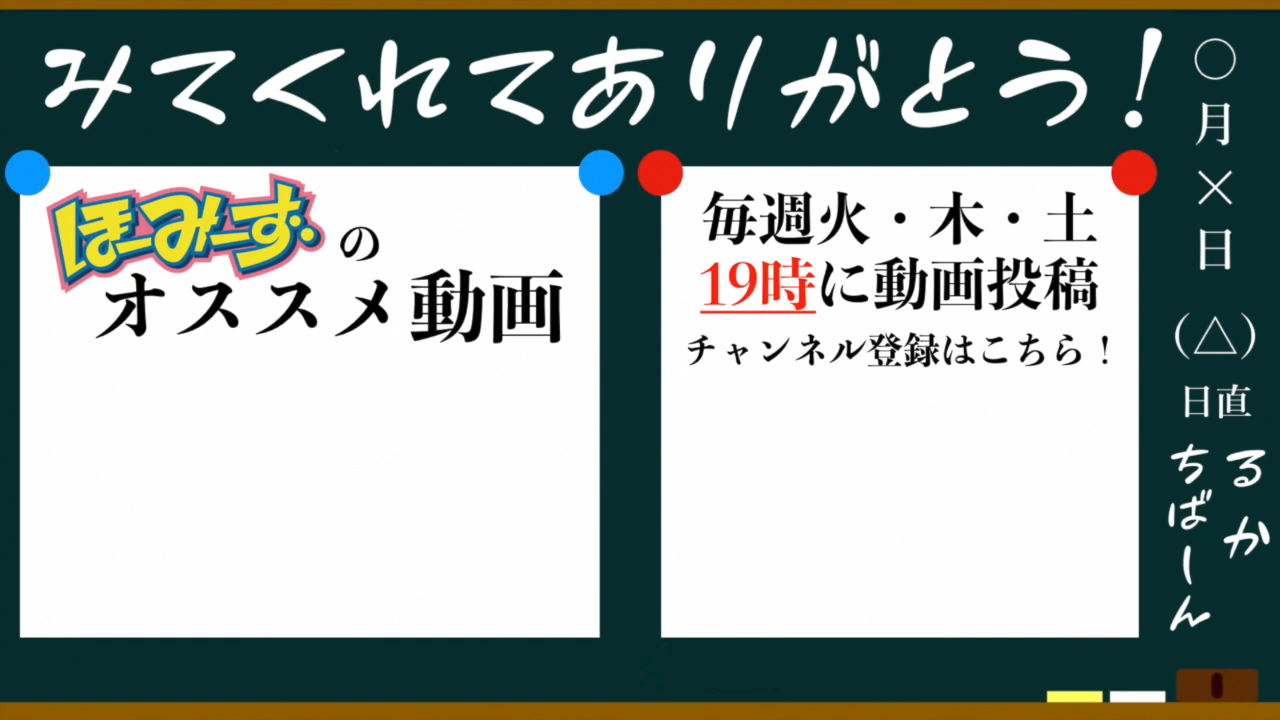 みてくれてありがとう！
ほーみーず。の
オススメ動画
毎週火・木・土
19時に動画投稿
チャンネル登録はこちら！
○月×日（△）
日直
るか
ちばーん